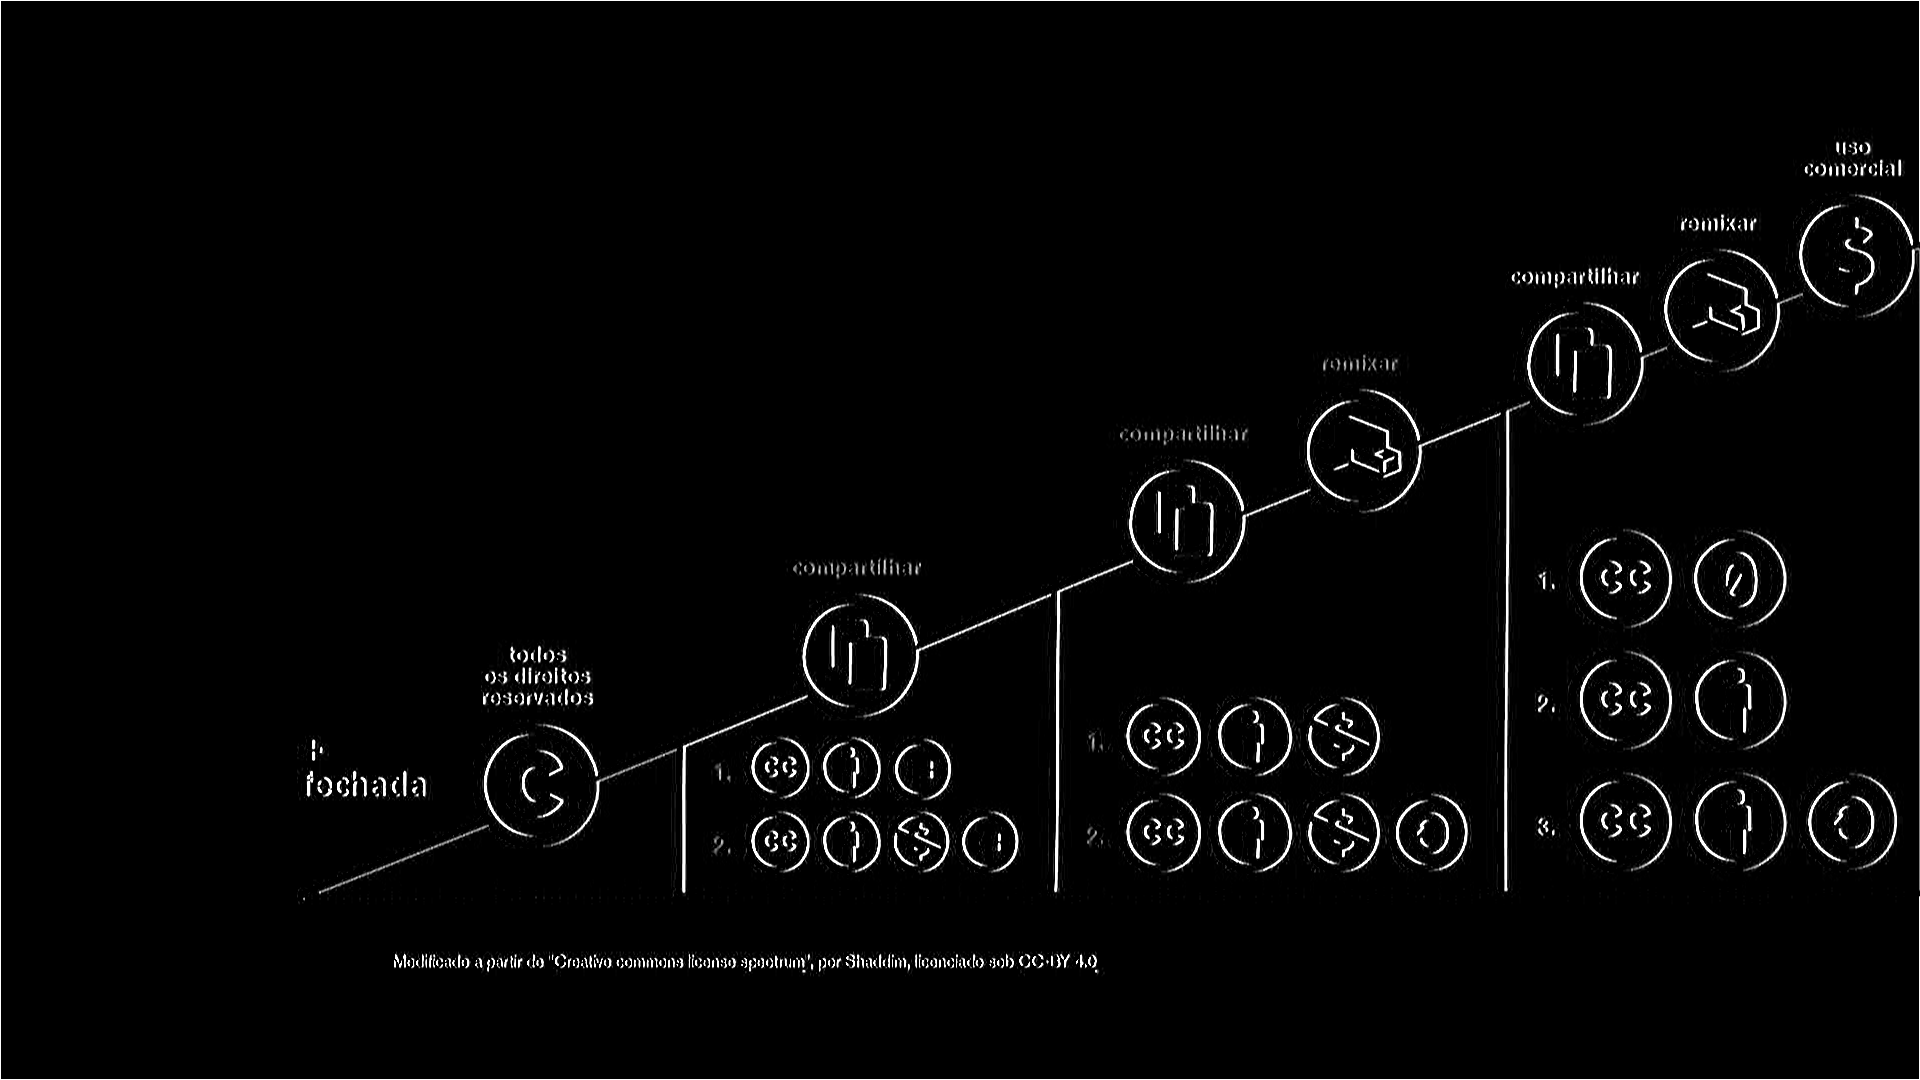 uso
comercial
remixar
compartilhar
remixar
compartilhar
compartilhar
todos
os direitos
reservados
+
fechada
1.
2.
1.
2.
1.
2.
3.
Modificado a partir de "Creative commons license spectrum", por Shaddim, licenciado sob CC-BY 4.0